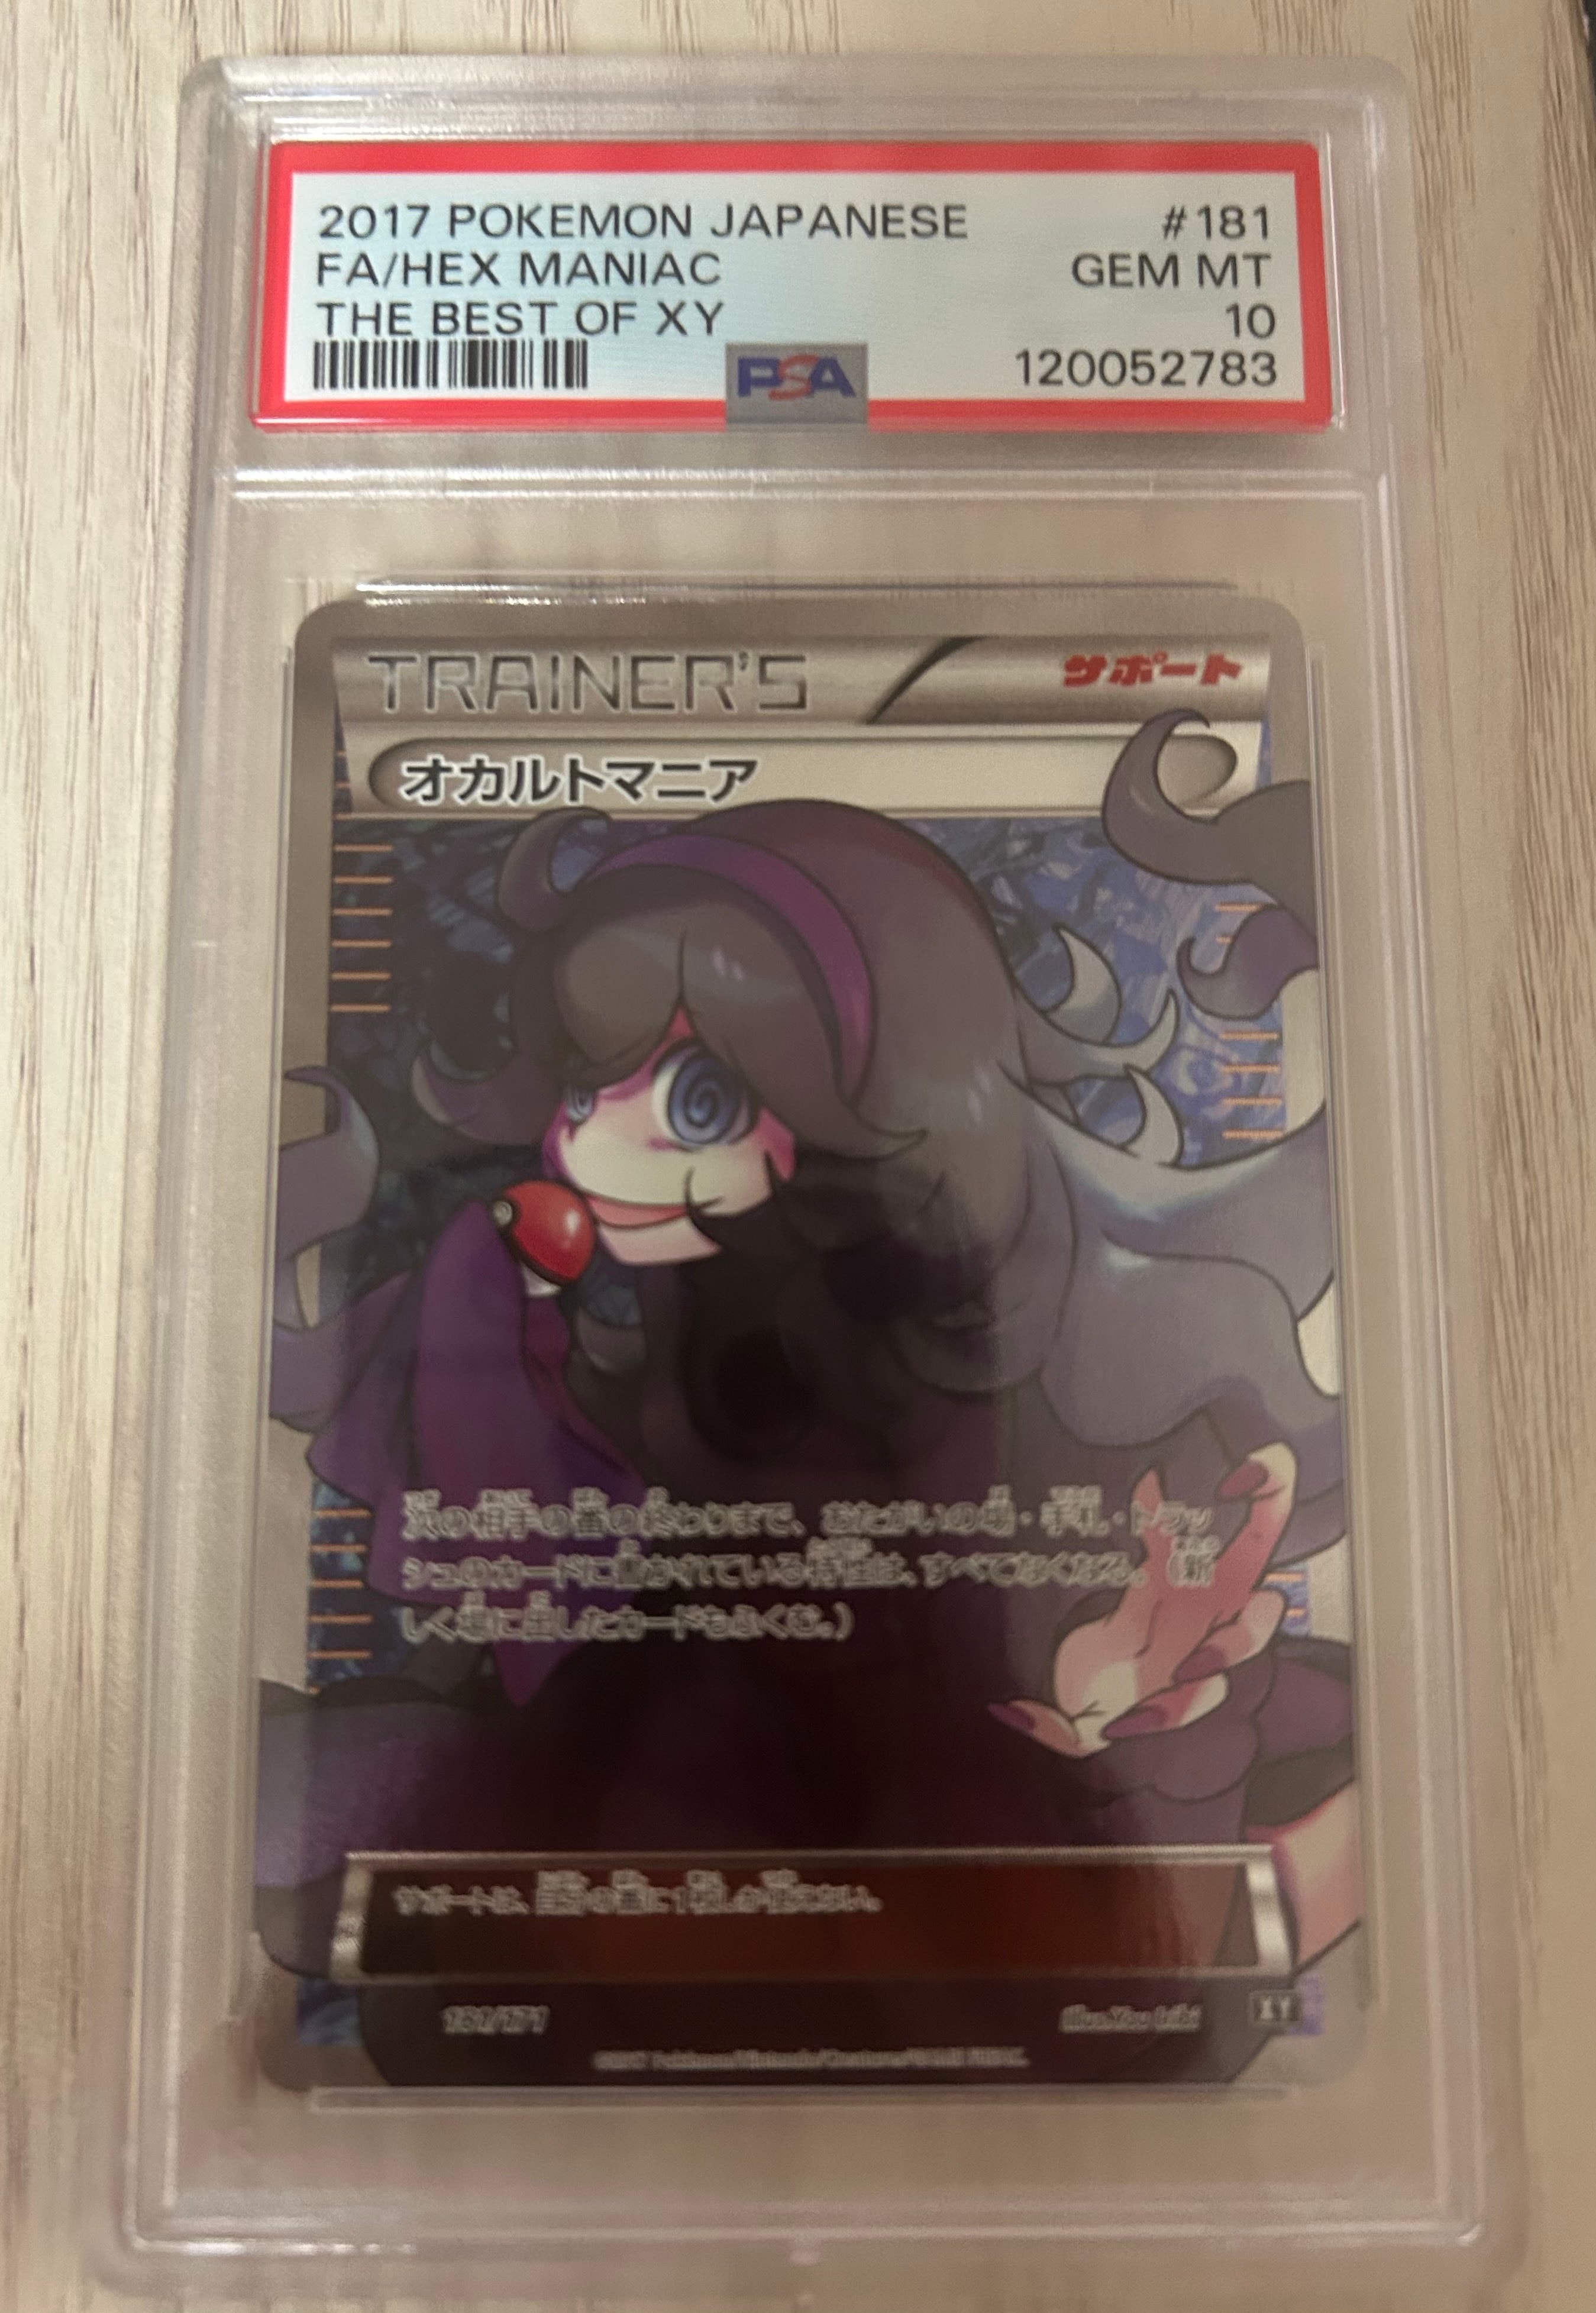 2017 POKEMON JAPANESE #181
FA/HEX MANIAC GEM MT
THE BEST OF XY 10
PSA 120052783
TRAINER'S サポート
オカルトマニア
次の相手の番の終わりまで、おたがいの場・手札・トラッ
シュのカードに書かれている特性は、すべてなくなる。(新
しく場に出したカードもふくむ。)
サポートは、自分の番に1枚しか使えない。
181/171 illus.You Iribi XY